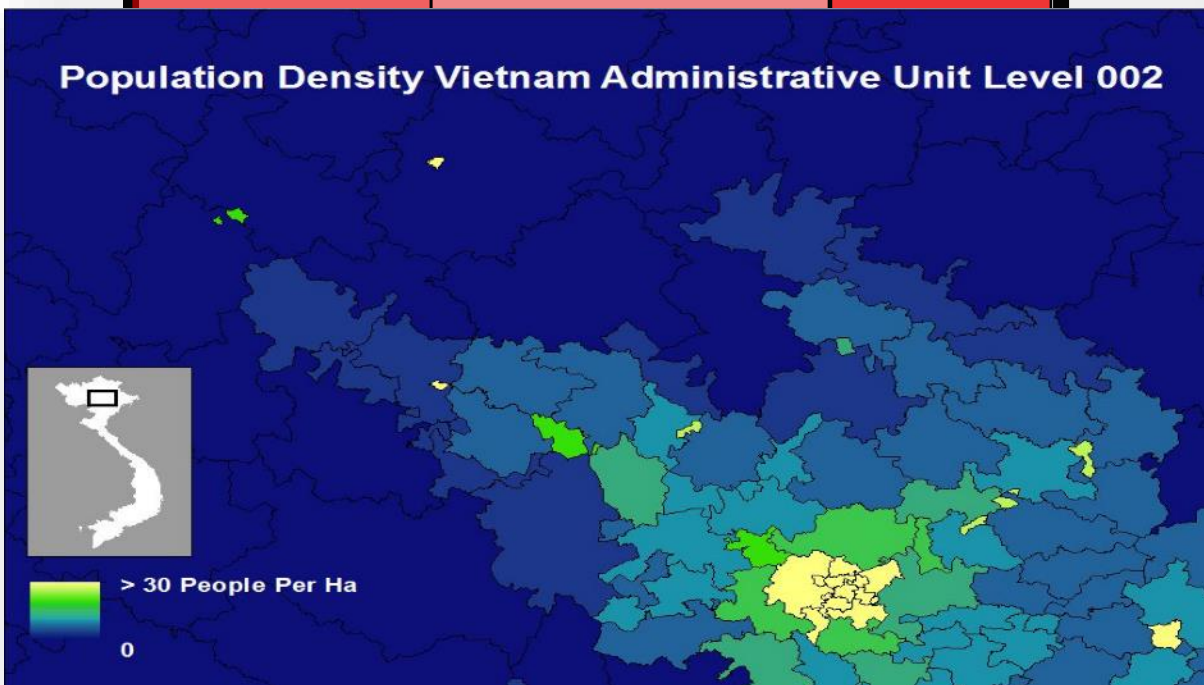 Population Density Vietnam Administrative Unit Level 002
> 30 People Per Ha
0